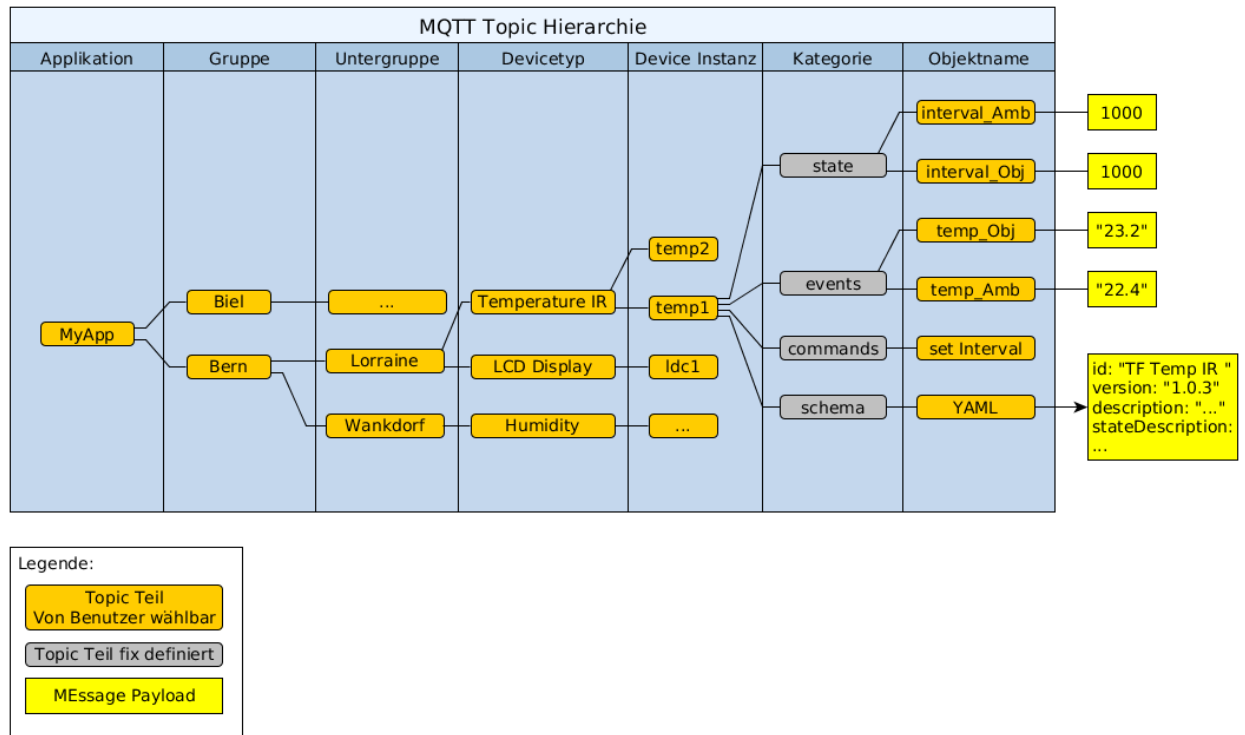 MQTT Topic Hierarchie
Applikation Gruppe Untergruppe Devicetyp Device Instanz Kategorie Objektname
interval_Amb 1000
state
interval_Obj 1000
temp_Obj "23.2"
temp2
events
temp_Amb "22.4"
Biel ... Temperature IR temp1
MyApp
commands set Interval
Bern Lorraine LCD Display ldc1
schema YAML
Wankdorf Humidity ...
id: "TF Temp IR "
version: "1.0.3"
description: "..."
stateDescription:
...
Legende:
Topic Teil
Von Benutzer wählbar
Topic Teil fix definiert
MEssage Payload